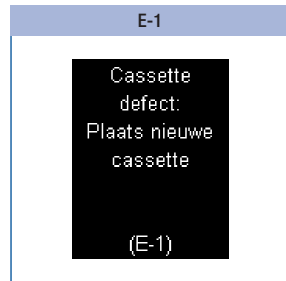 E-1
Cassette
defect:
Plaats nieuwe
cassette
(E-1)